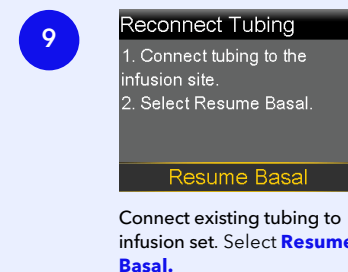 9
Reconnect Tubing
1. Connect tubing to the
infusion site.
2. Select Resume Basal.
Resume Basal
Connect existing tubing to
infusion set. Select Resume
Basal.